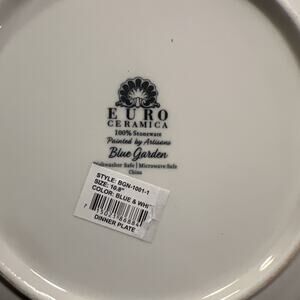 EURO
CERAMICA
100% Stoneware
Painted by Artisans
Blue Garden
Dishwasher Safe | Microwave Safe
China
STYLE: BGN-1001-1
SIZE: 10.8"
COLOR: BLUE & WHI
DINNER PLATE